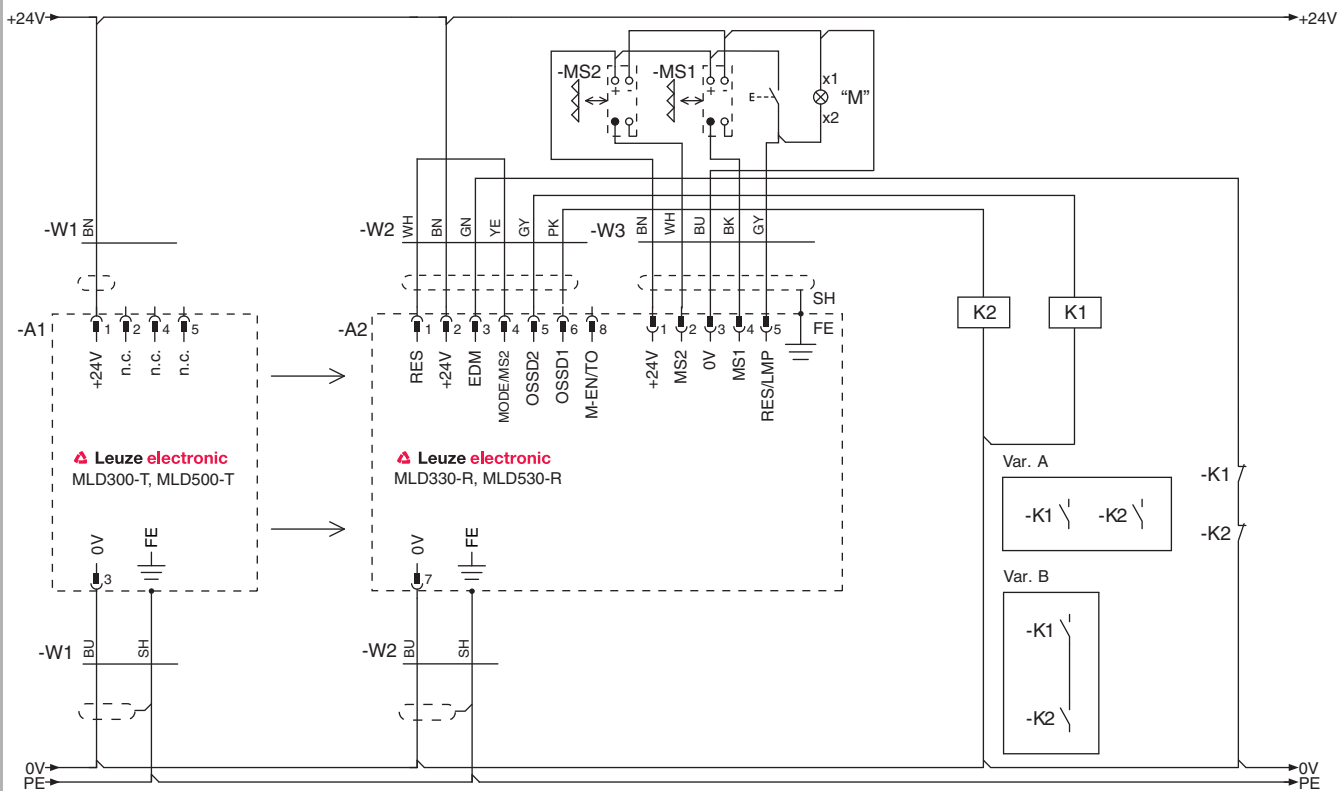 +24V
+24V
-MS2
-MS1
+ -
+ -
E
x1
"M"
x2
-W1
BN
-W2
WH
BN
GN
YE
GY
PK
-W3
BN
WH
BU
BK
GY
SH
FE
-A1
1
2
4
5
+24V
n.c.
n.c.
n.c.
-A2
1
2
3
4
5
6
8
RES
+24V
EDM
MODE/MS2
OSSD2
OSSD1
M-EN/TO
1
2
3
4
5
+24V
MS2
0V
MS1
RES/LMP
K2
K1
Leuze electronic
MLD300-T, MLD500-T
Leuze electronic
MLD330-R, MLD530-R
Var. A
-K1
-K2
-K1
-K2
Var. B
-K1
-K2
0V
FE
3
0V
FE
7
-W1
BU
SH
-W2
BU
SH
0V
PE
0V
PE